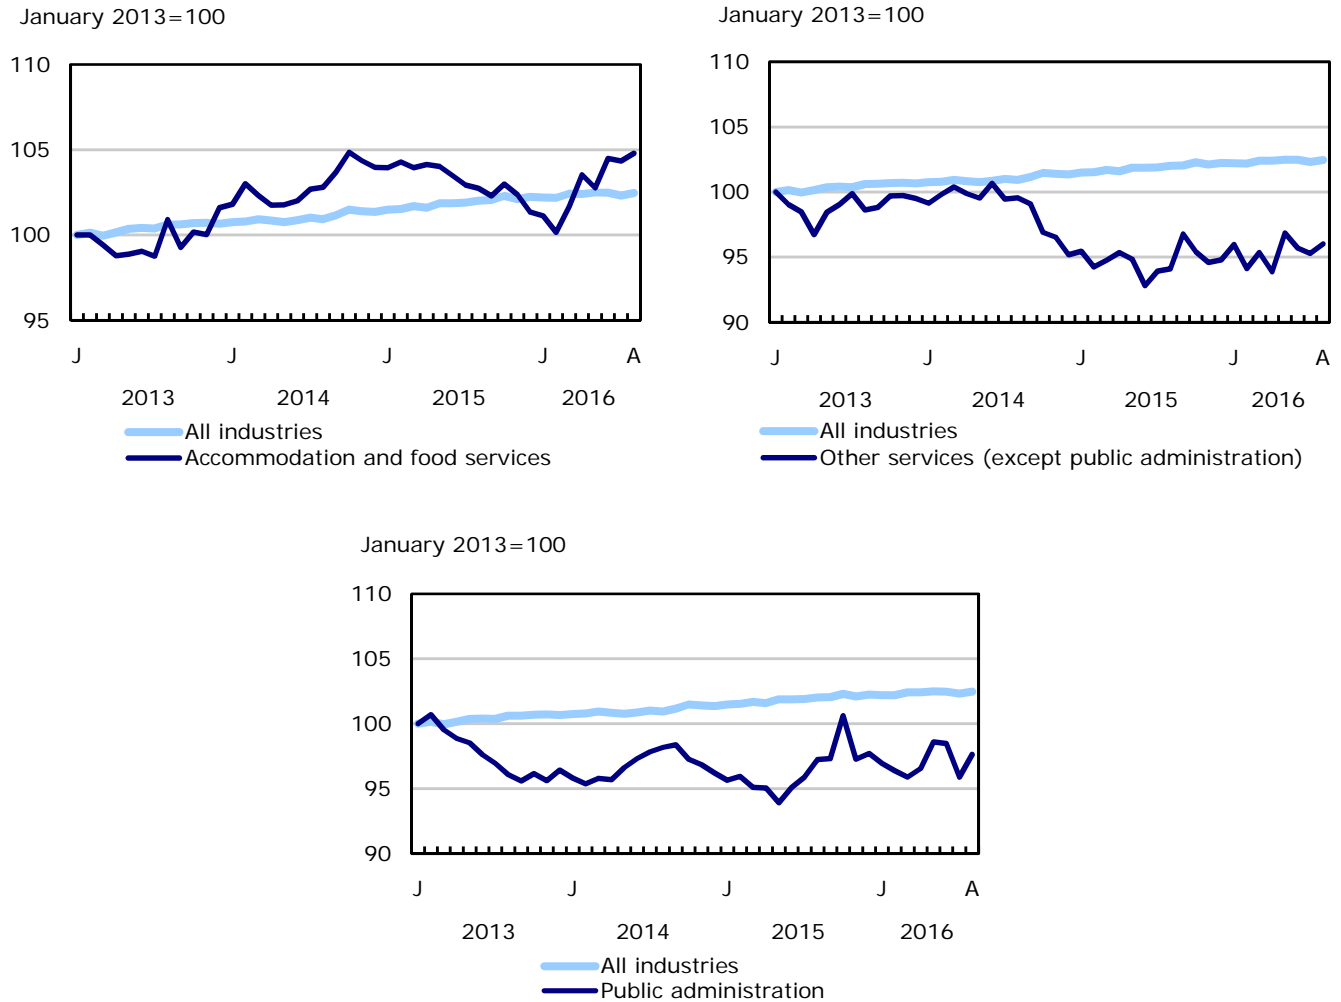 January 2013=100
110
105
100
95
J J J J A
2013 2014 2015 2016
All industries
Accommodation and food services
January 2013=100
110
105
100
95
90
J J J J A
2013 2014 2015 2016
All industries
Other services (except public administration)
January 2013=100
110
105
100
95
90
J J J J A
2013 2014 2015 2016
All industries
Public administration